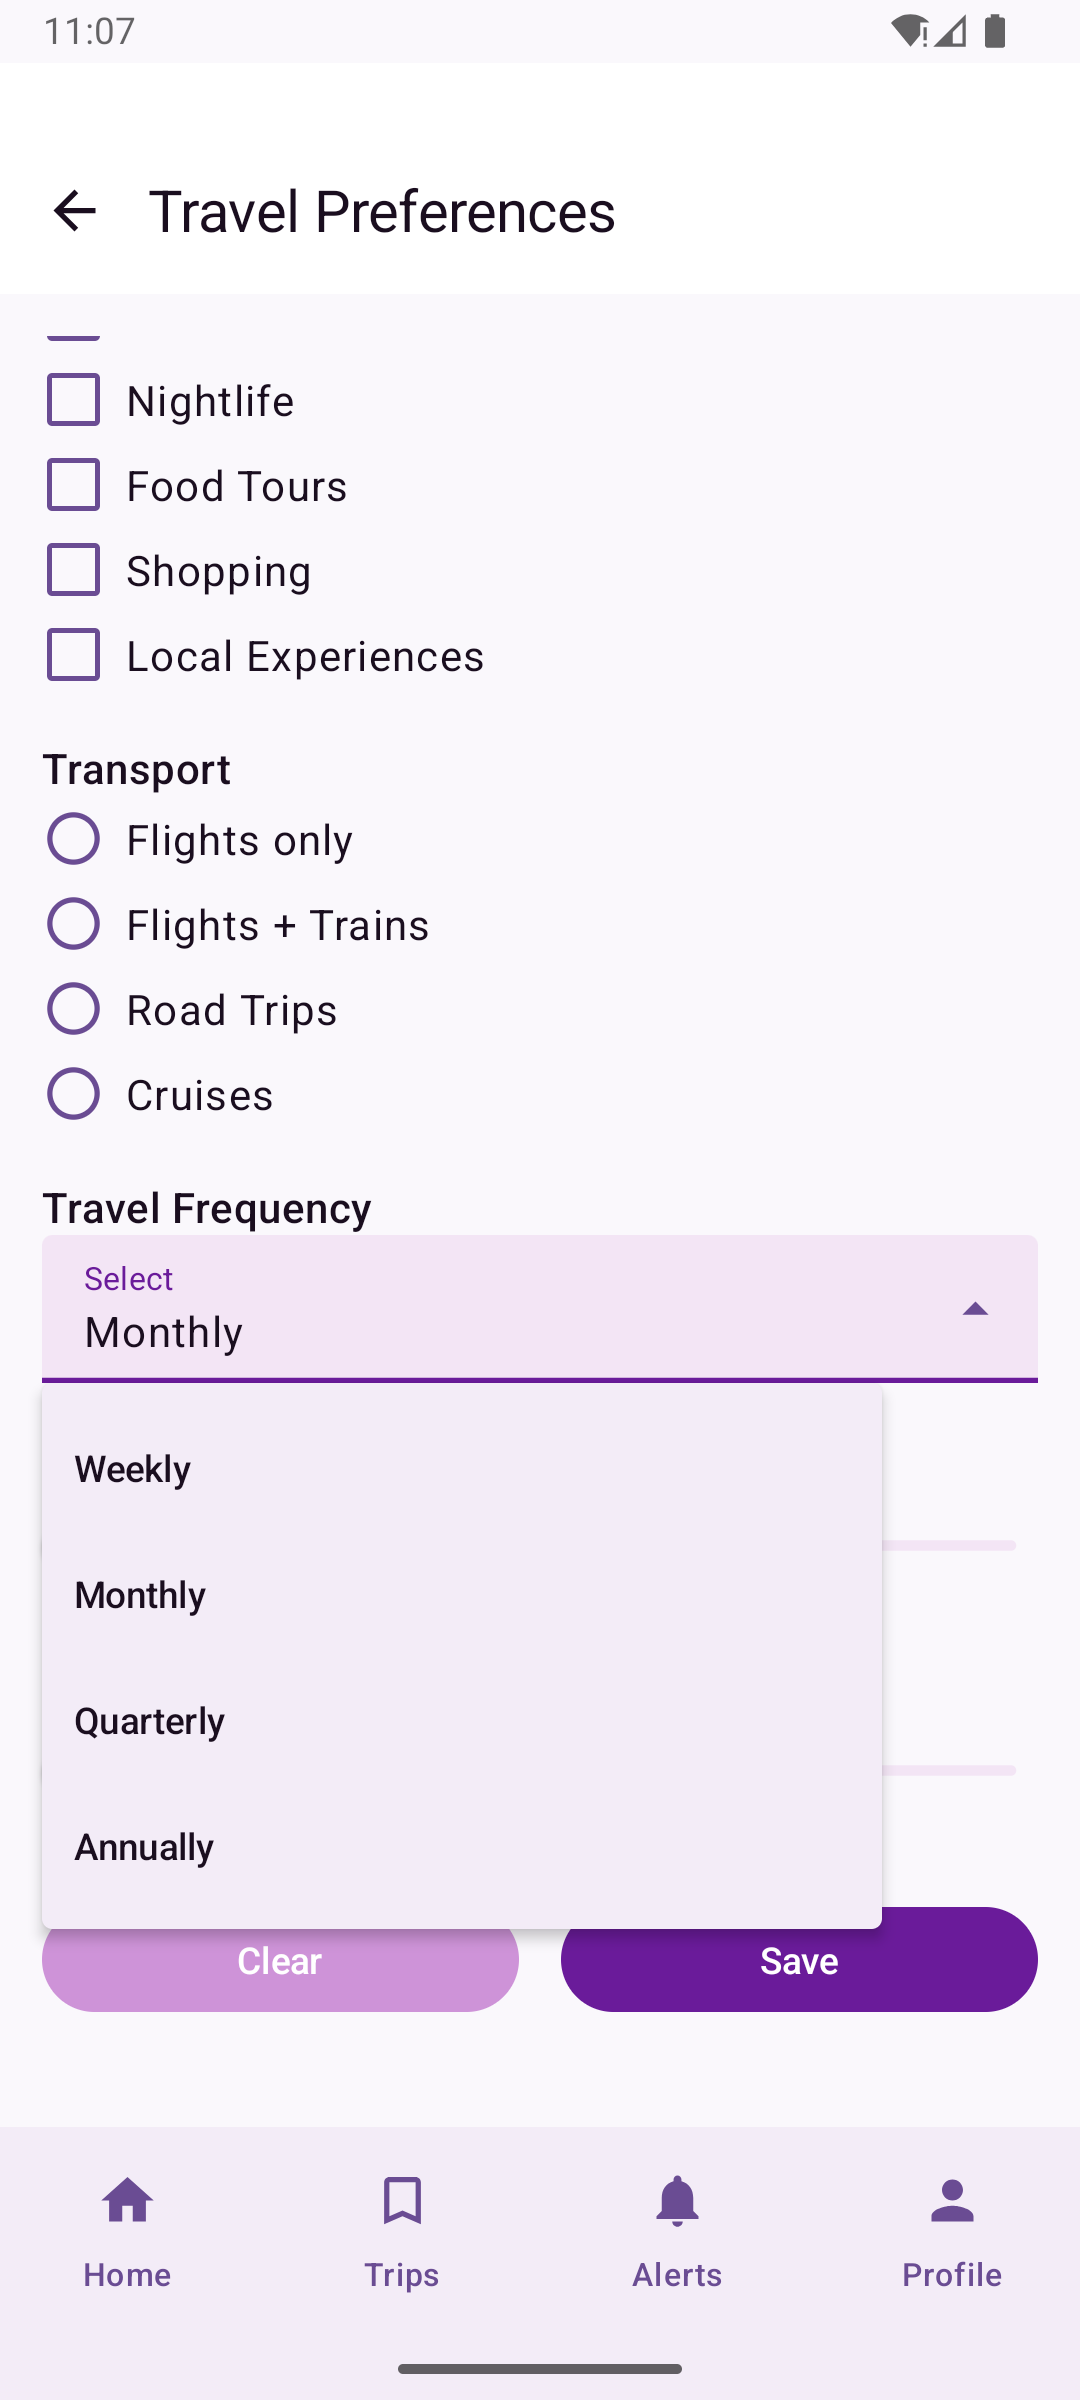 11:07
Travel Preferences
Nightlife
Food Tours
Shopping
Local Experiences
Transport
Flights only
Flights + Trains
Road Trips
Cruises
Travel Frequency
Select
Monthly
Weekly
Monthly
Quarterly
Annually
Clear
Save
Home
Trips
Alerts
Profile